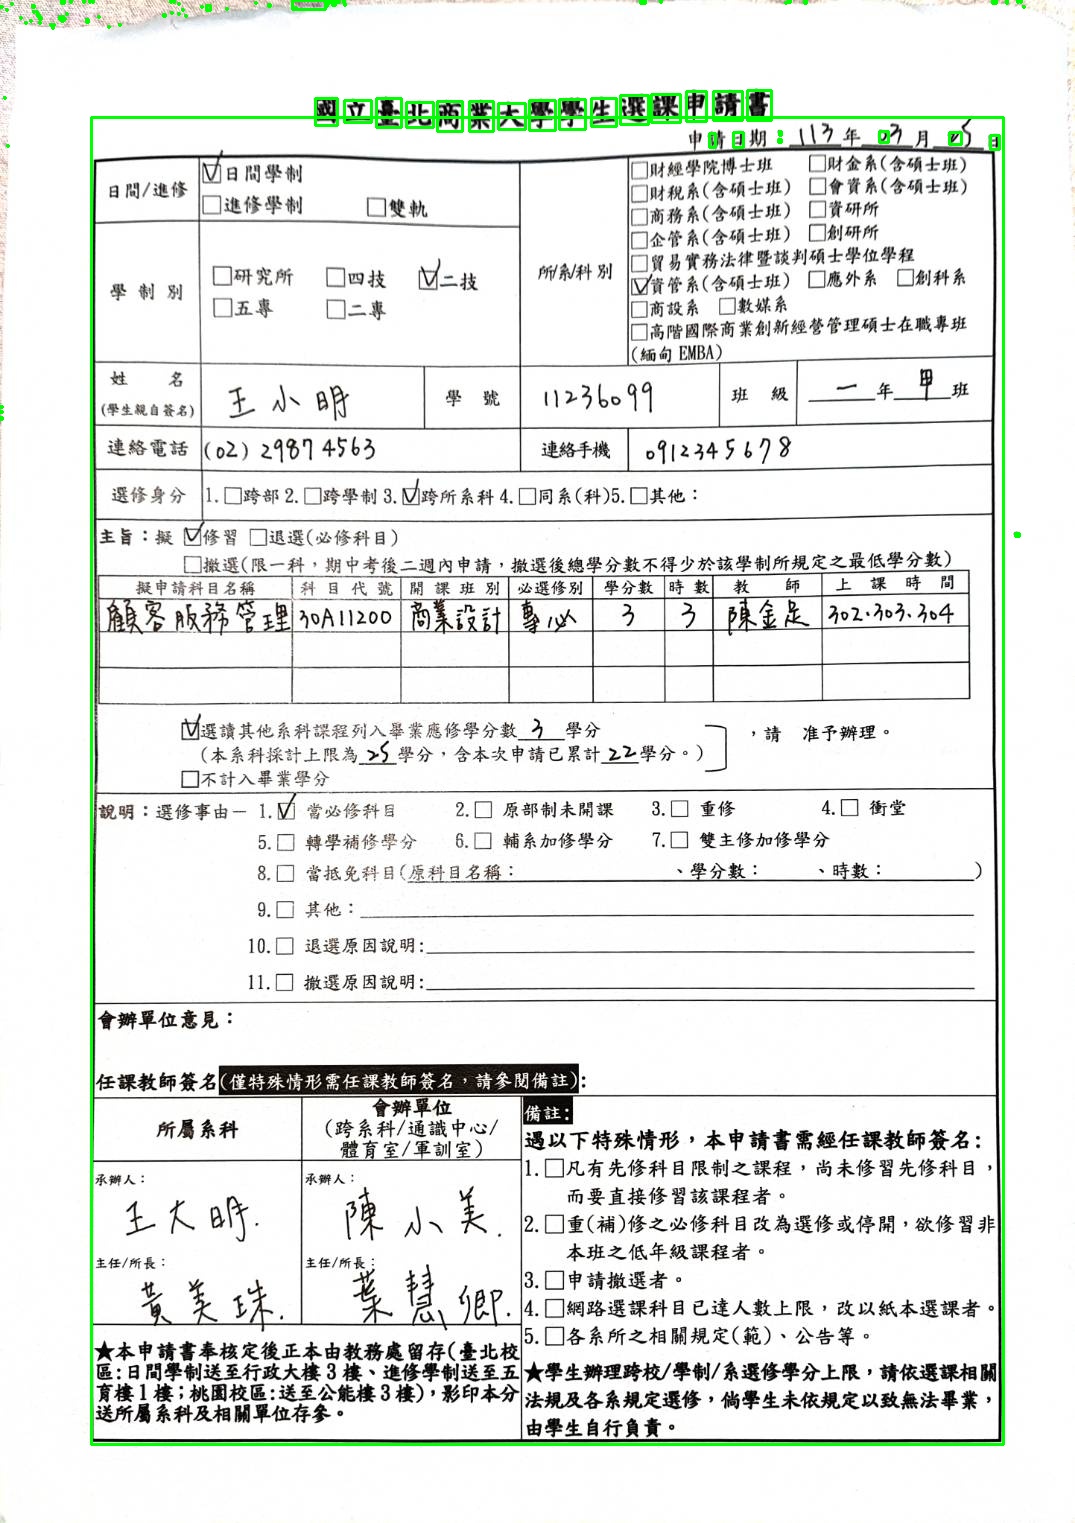 國立臺北商業大學學生選課申請書
申請日期：113年03月25日
日間/進修
☑日間學制
□進修學制 □雙軌
學制別
□研究所 □四技 ☑二技
□五專 □二專
所/系/科別
□財經學院博士班 □財金系(含碩士班)
□財稅系(含碩士班) □會資系(含碩士班)
□商務系(含碩士班) □資研所
□企管系(含碩士班) □創研所
□貿易實務法律暨談判碩士學位學程
☑資管系(含碩士班) □應外系 □創科系
□商設系 □數媒系
□高階國際商業創新經營管理碩士在職專班
(緬甸EMBA)
姓名
(學生親自簽名)
王小明
學號
11236099
班級
一年甲班
連絡電話
(02) 29874563
連絡手機
0912345678
選修身分
1.□跨部 2.□跨學制 3.☑跨所系科 4.□同系(科)5.□其他：
主旨：擬 ☑修習 □退選(必修科目)
□撤選(限一科，期中考後二週內申請，撤選後總學分數不得少於該學制所規定之最低學分數)
擬申請科目名稱 科目代號 開課班別 必選修別 學分數 時數 教師 上課時間
顧客服務管理 30A11200 商業設計 專必 3 3 陳金足 302.303.304
☑選讀其他系科課程列入畢業應修學分數3學分
(本系科採計上限為25學分，含本次申請已累計22學分。)
□不計入畢業學分
，請 准予辦理。
說明：選修事由－ 1.☑ 當必修科目 2.□ 原部制未開課 3.□ 重修 4.□ 衝堂
5.□ 轉學補修學分 6.□ 輔系加修學分 7.□ 雙主修加修學分
8.□ 當抵免科目(原科目名稱： 、學分數： 、時數： )
9.□ 其他：
10.□ 退選原因說明:
11.□ 撤選原因說明:
會辦單位意見：
任課教師簽名(僅特殊情形需任課教師簽名，請參閱備註):
所屬系科
會辦單位
(跨系科/通識中心/
體育室/軍訓室)
承辦人：
王大明.
承辦人：
陳小美.
主任/所長：
黃美珠.
主任/所長：
葉慧卿.
★本申請書奉核定後正本由教務處留存(臺北校
區:日間學制送至行政大樓3樓、進修學制送至五
育樓1樓；桃園校區:送至公能樓3樓)，影印本分
送所屬系科及相關單位存參。
備註:
遇以下特殊情形，本申請書需經任課教師簽名:
1.□凡有先修科目限制之課程，尚未修習先修科目，
而要直接修習該課程者。
2.□重(補)修之必修科目改為選修或停開，欲修習非
本班之低年級課程者。
3.□申請撤選者。
4.□網路選課科目已達人數上限，改以紙本選課者。
5.□各系所之相關規定(範)、公告等。
★學生辦理跨校/學制/系選修學分上限，請依選課相關
法規及各系規定選修，倘學生未依規定以致無法畢業，
由學生自行負責。